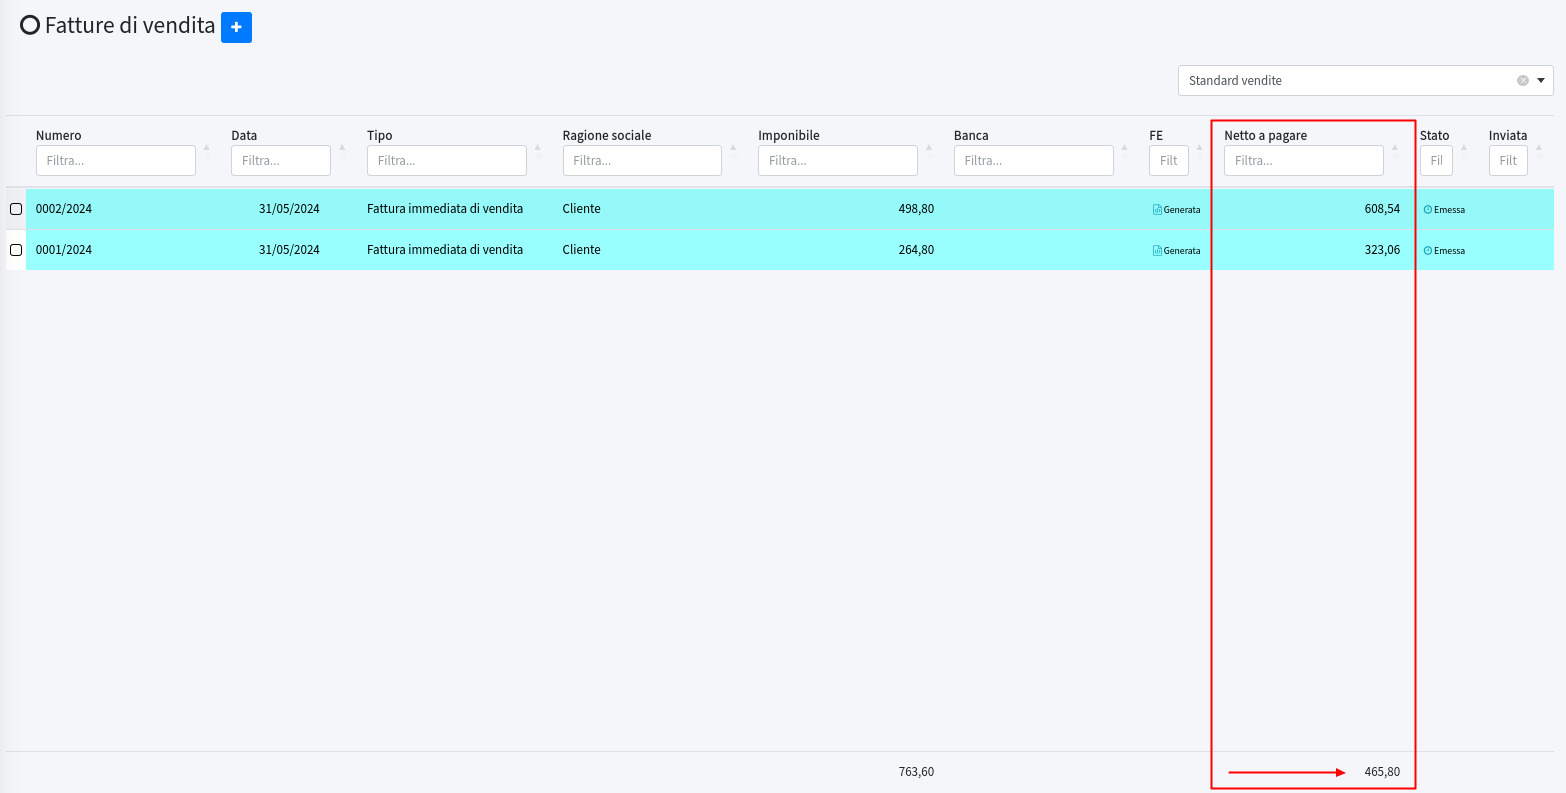 Fatture di vendita +
Standard vendite
Numero Data Tipo Ragione sociale Imponibile Banca FE Netto a pagare Stato Inviata
Filtra... Filtra... Filtra... Filtra... Filtra... Filtra... Filt Filtra... Fil Filt
0002/2024 31/05/2024 Fattura immediata di vendita Cliente 498,80 Generata 608,54 Emessa
0001/2024 31/05/2024 Fattura immediata di vendita Cliente 264,80 Generata 323,06 Emessa
763,60 465,80